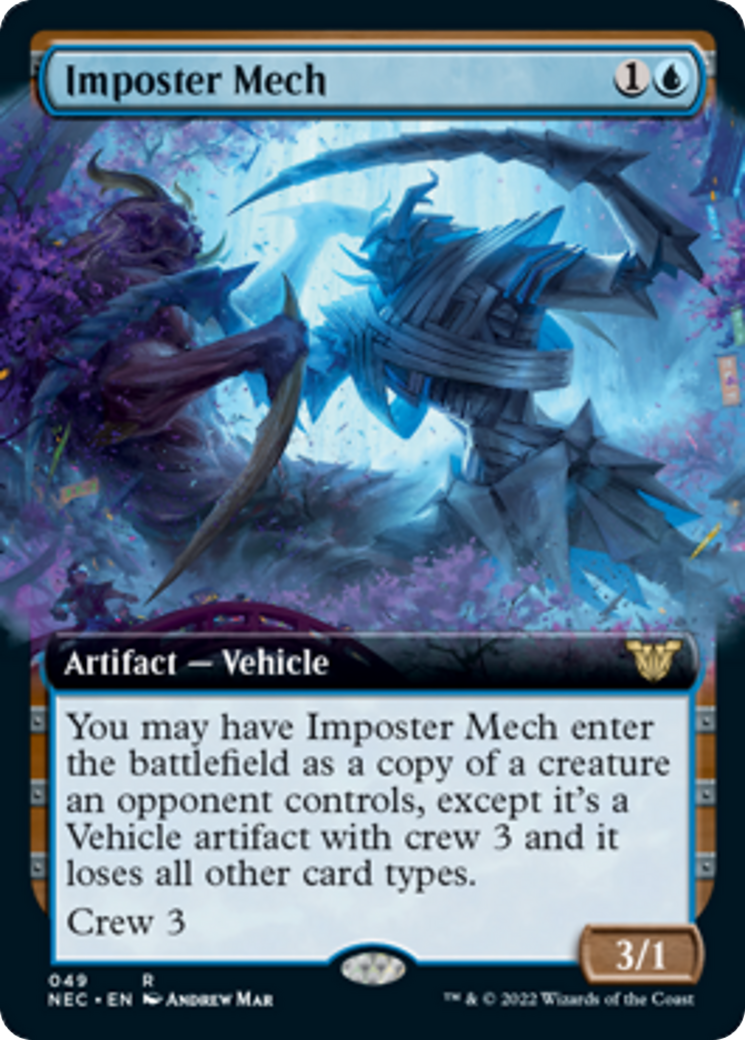 Imposter Mech 1
Artifact — Vehicle
You may have Imposter Mech enter
the battlefield as a copy of a creature
an opponent controls, except it's a
Vehicle artifact with crew 3 and it
loses all other card types.
Crew 3
3/1
049 R
NEC • EN Andrew Mar
™ & © 2022 Wizards of the Coast